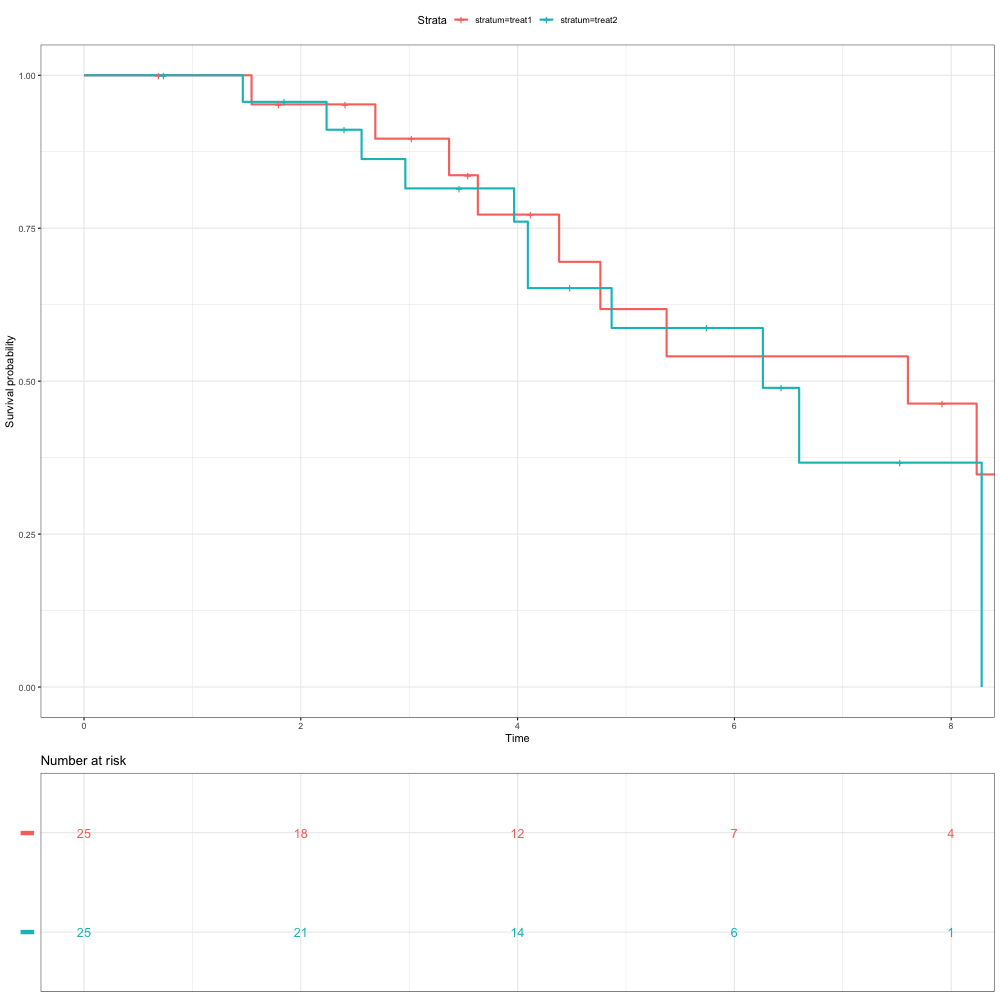 Strata stratum=treat1 stratum=treat2
1.00
0.75
0.50
0.25
0.00
Survival probability
0 2 4 6 8
Time
Number at risk
25 18 12 7 4
25 21 14 6 1